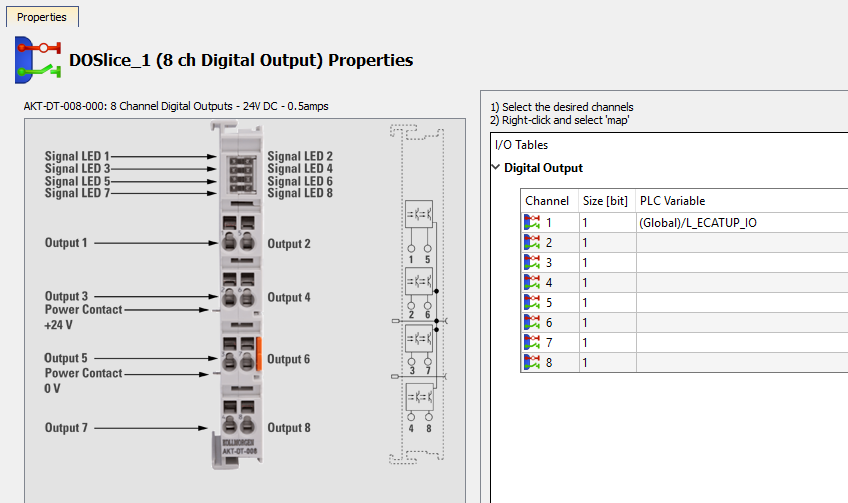 Properties
DOSlice_1 (8 ch Digital Output) Properties
AKT-DT-008-000: 8 Channel Digital Outputs - 24V DC - 0.5amps
Signal LED 1
Signal LED 2
Signal LED 3
Signal LED 4
Signal LED 5
Signal LED 6
Signal LED 7
Signal LED 8
Output 1
Output 2
Output 3
Output 4
Power Contact
+24 V
Output 5
Output 6
Power Contact
0 V
Output 7
Output 8
KOLLMORGEN
AKT-DT-008
1 5
2 6
3 7
4 8
1) Select the desired channels
2) Right-click and select 'map'
I/O Tables
Digital Output
Channel Size [bit] PLC Variable
1 1 (Global)/L_ECATUP_IO
2 1
3 1
4 1
5 1
6 1
7 1
8 1